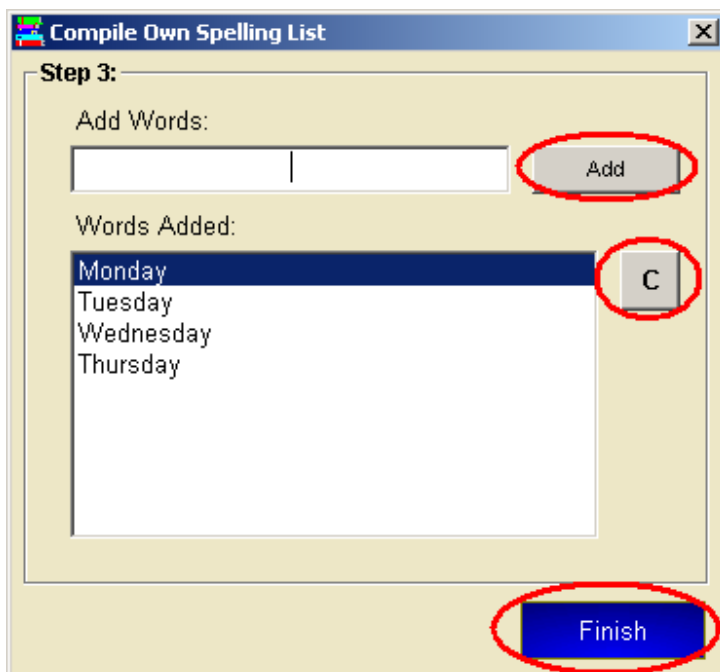 Compile Own Spelling List
Step 3:
Add Words:
Add
Words Added:
Monday
C
Tuesday
Wednesday
Thursday
Finish